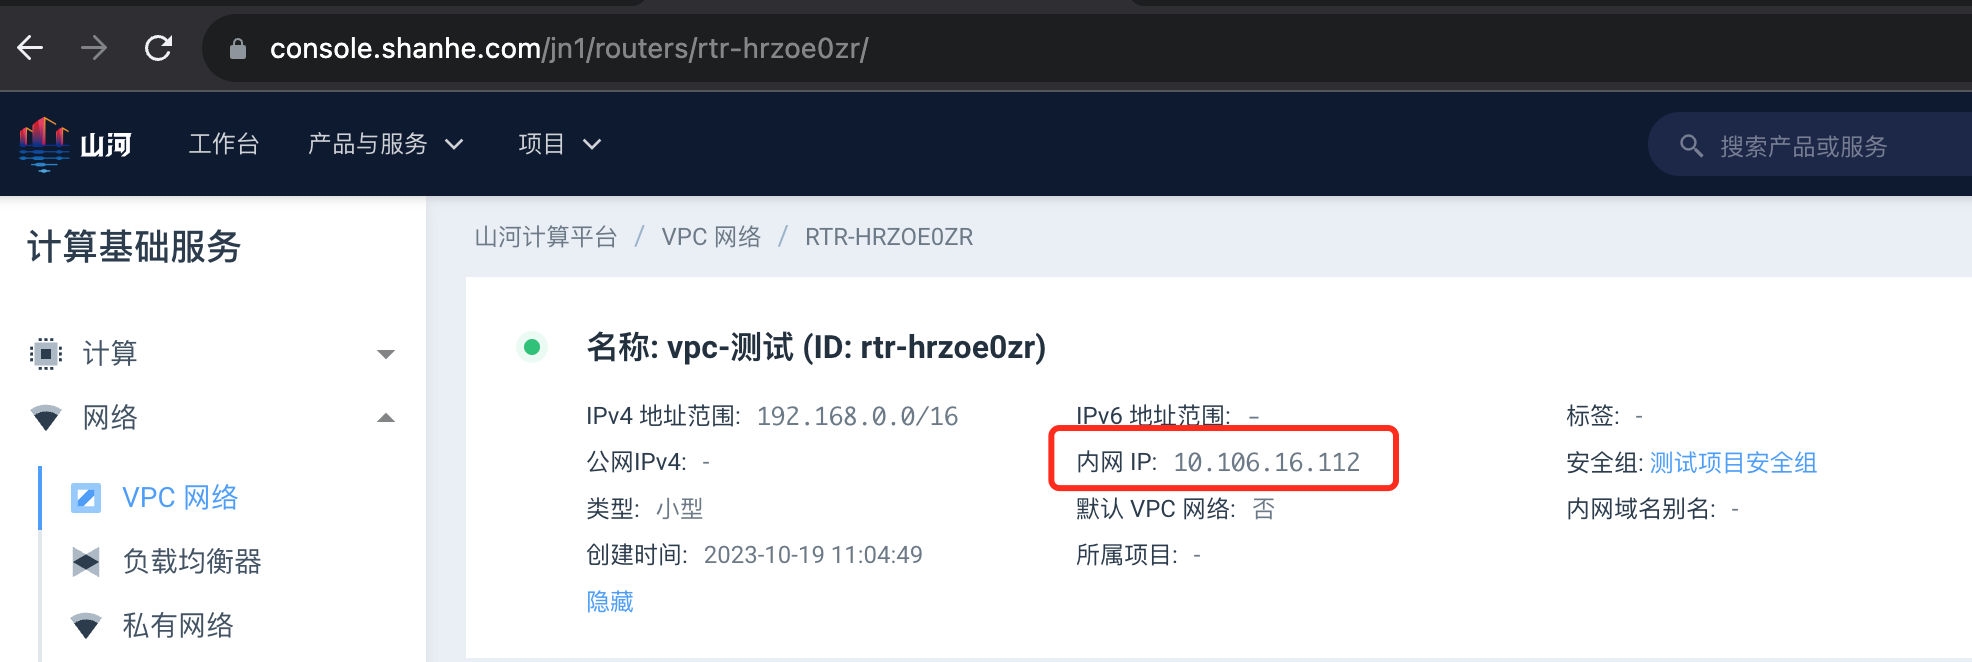 console.shanhe.com/jn1/routers/rtr-hrzoe0zr/
山河 工作台 产品与服务 项目 搜索产品或服务
计算基础服务
山河计算平台 / VPC 网络 / RTR-HRZOE0ZR
名称: vpc-测试 (ID: rtr-hrzoe0zr)
计算
网络
VPC 网络
负载均衡器
私有网络
IPv4 地址范围: 192.168.0.0/16 IPv6 地址范围: - 标签: -
公网IPv4: - 内网 IP: 10.106.16.112 安全组: 测试项目安全组
类型: 小型 默认 VPC 网络: 否 内网域名别名: -
创建时间: 2023-10-19 11:04:49 所属项目: -
隐藏